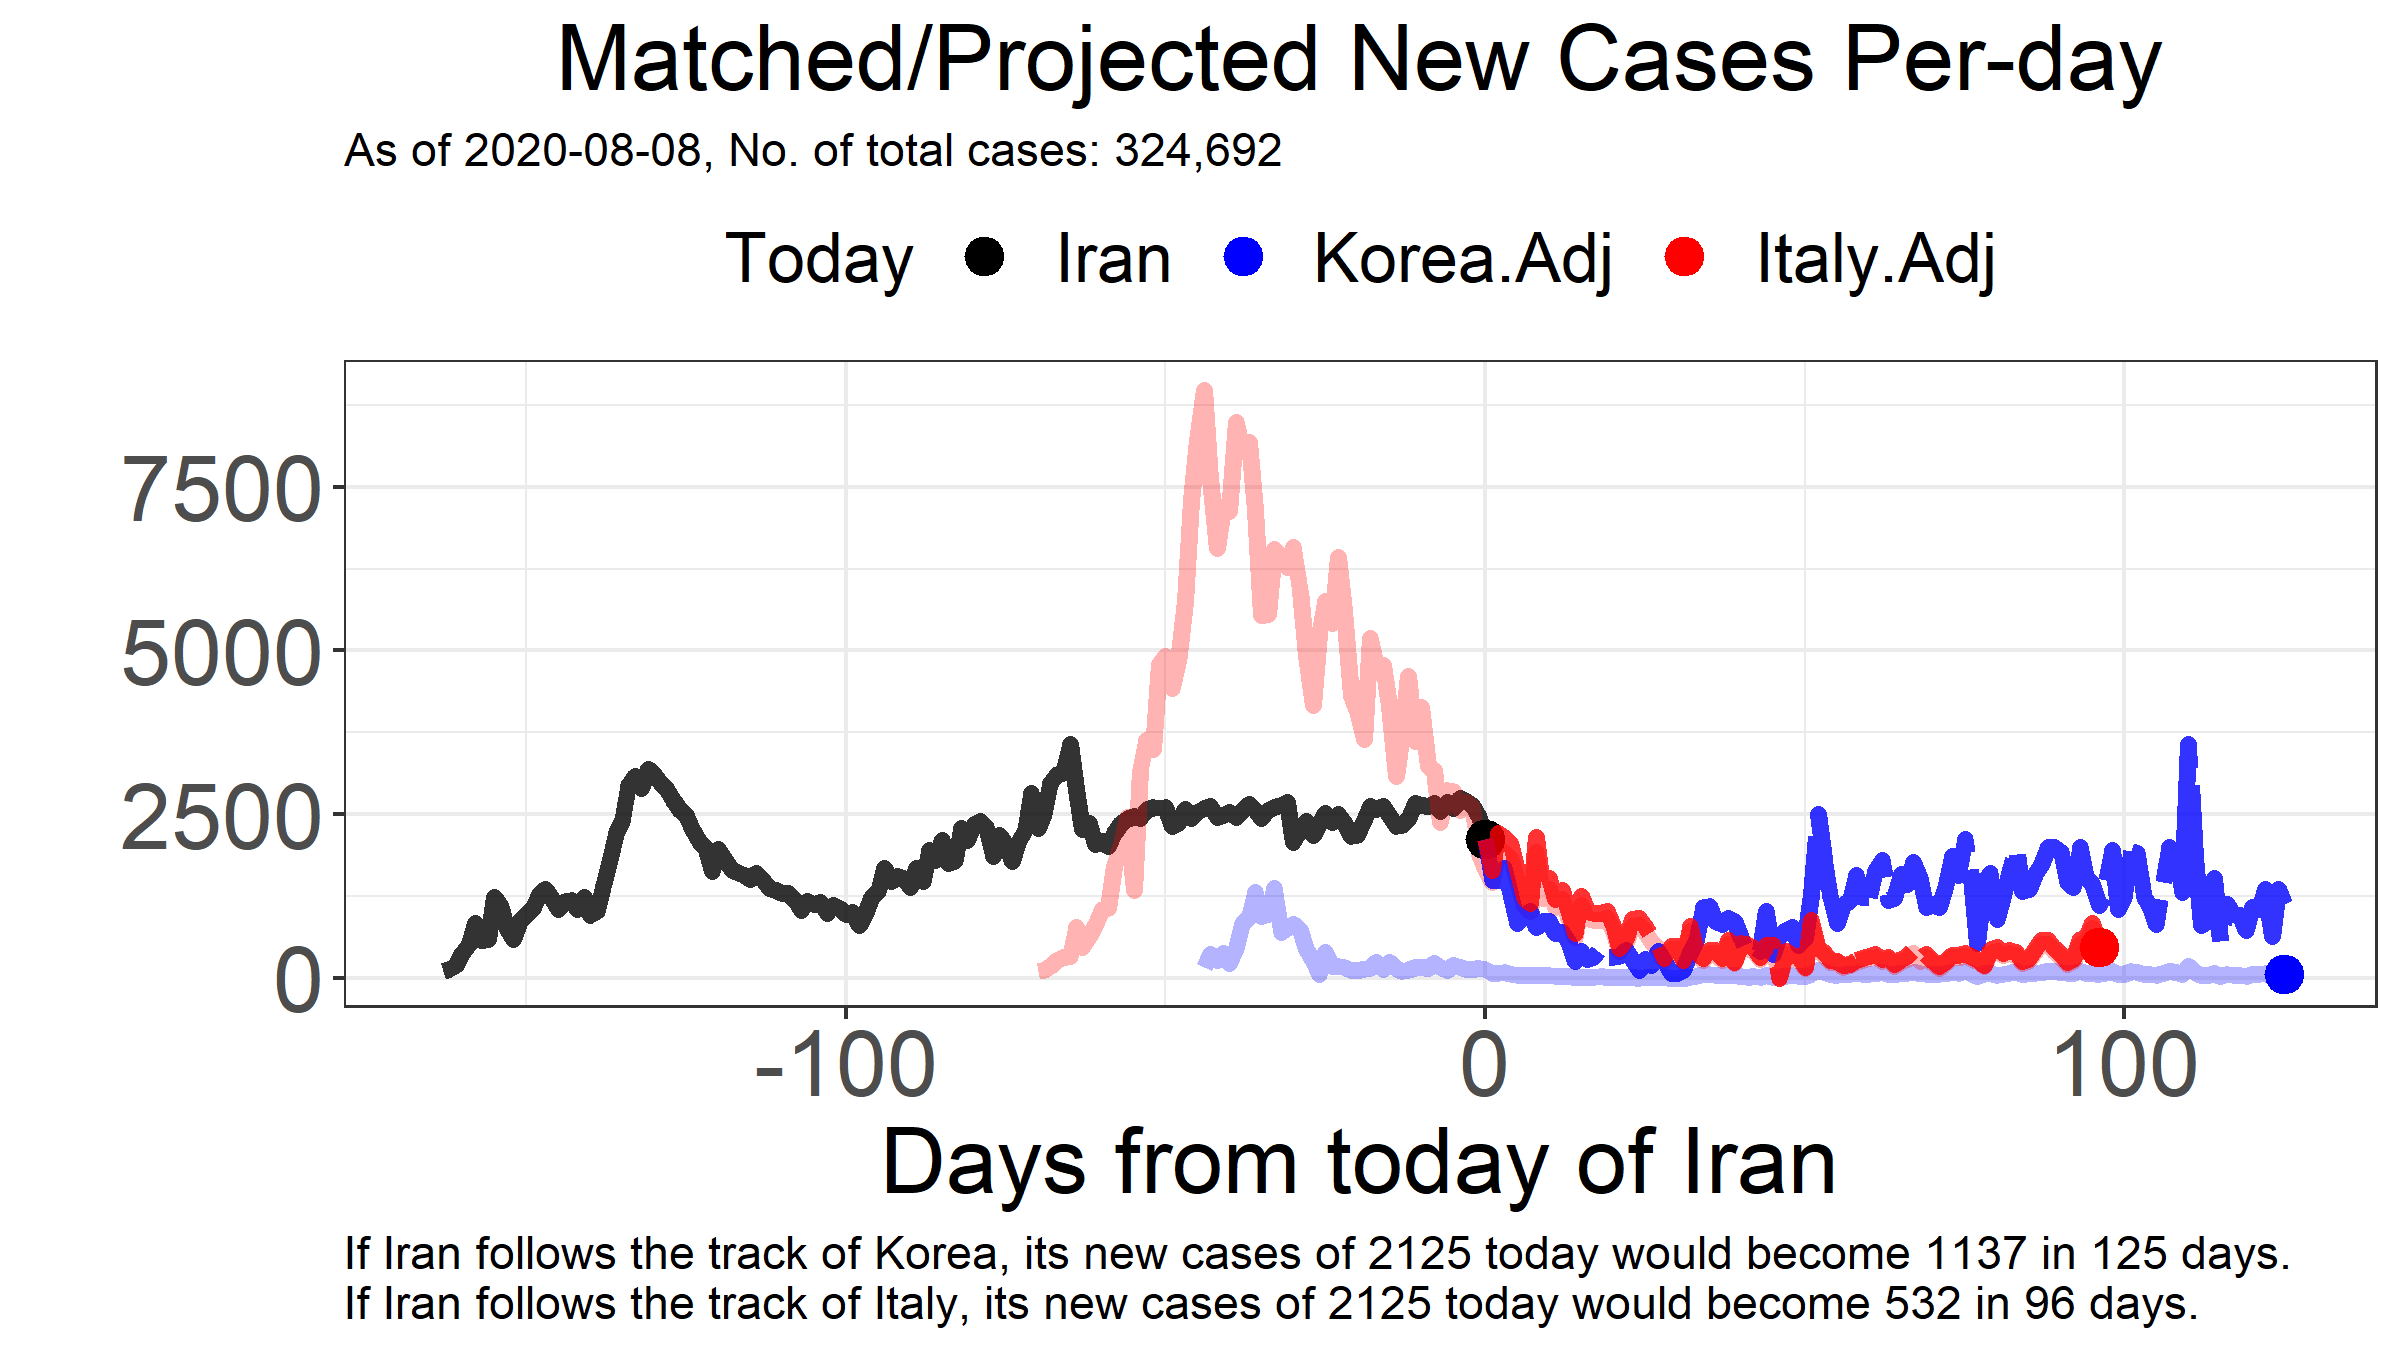 Matched/Projected New Cases Per-day
As of 2020-08-08, No. of total cases: 324,692
Today Iran Korea.Adj Italy.Adj
7500
5000
2500
0
-100 0 100
Days from today of Iran
If Iran follows the track of Korea, its new cases of 2125 today would become 1137 in 125 days.
If Iran follows the track of Italy, its new cases of 2125 today would become 532 in 96 days.